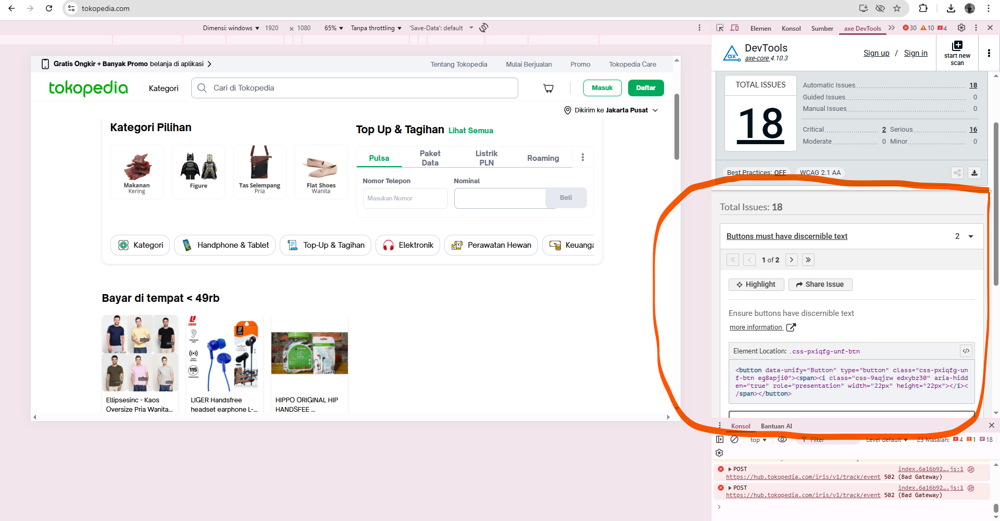 tokopedia.com
Dimensi: windows ▼ 1920 × 1080 65% ▼ Tanpa throttling ▼ 'Save-Data': default
Elemen Konsol Sumber axe DevTools 30 10 4
Gratis Ongkir + Banyak Promo belanja di aplikasi
Tentang Tokopedia Mulai Berjualan Promo Tokopedia Care
tokopedia Kategori Cari di Tokopedia Masuk Daftar
Dikirim ke Jakarta Pusat
Kategori Pilihan
Makanan
Kering
Figure
Tas Selempang
Pria
Flat Shoes
Wanita
Top Up & Tagihan Lihat Semua
Pulsa
Paket
Data
Listrik
PLN
Roaming
Nomor Telepon Nominal
Masukan Nomor Beli
Kategori Handphone & Tablet Top-Up & Tagihan Elektronik Perawatan Hewan Keuanga
Bayar di tempat < 49rb
LIGER
115
Ellipsesinc - Kaos
Oversize Pria Wanita...
LIGER Handsfree
headset earphone L-...
HIPPO ORIGINAL HIP
HANDSFEE ...
ax DevTools
axe-core 4.10.3
Sign up / Sign in
start new
scan
TOTAL ISSUES
18
Automatic Issues 18
Guided Issues 0
Manual Issues 0
Critical 2 Serious 16
Moderate 0 Minor 0
Best Practices: OFF WCAG 2.1 AA
Total Issues: 18
Buttons must have discernible text 2
« ‹ 1 of 2 › »
Highlight Share Issue
Ensure buttons have discernible text
more information
Element Location: .css-pxiqfg-unf-btn </>
<button data-unify="Button" type="button" class="css-pxiqfg-un
f-btn eg8apji0"><span><i class="css-9aqjrw edxybz30" aria-hidd
en="true" role="presentation" width="22px" height="22px"></i><
/span></button>
Konsol Bantuan AI
top ▼ Filter Level default ▼ 23 Masalah: 4 1 18
POST index.6a16b92….js:1
https://hub.tokopedia.com/iris/v1/track/event 502 (Bad Gateway)
POST index.6a16b92….js:1
https://hub.tokopedia.com/iris/v1/track/event 502 (Bad Gateway)